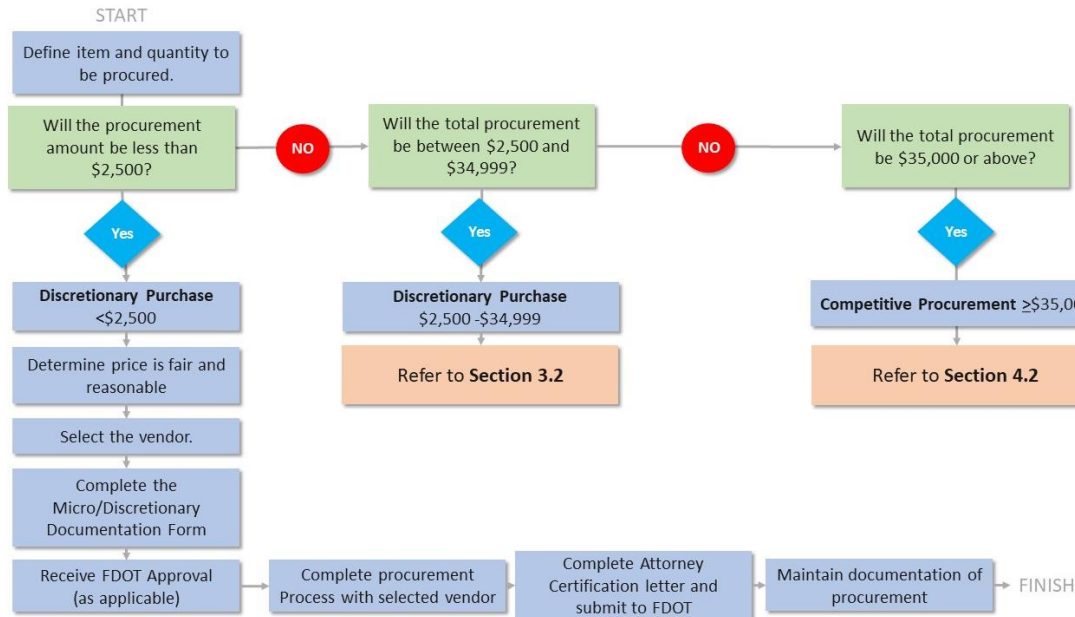 START
Define item and quantity to
be procured.
Will the procurement
amount be less than
$2,500?
NO
Will the total procurement
be between $2,500 and
$34,999?
NO
Will the total procurement
be $35,000 or above?
Yes
Yes
Yes
Discretionary Purchase
<$2,500
Discretionary Purchase
$2,500 -$34,999
Competitive Procurement ≥$35,00
Determine price is fair and
reasonable
Refer to Section 3.2
Refer to Section 4.2
Select the vendor.
Complete the
Micro/Discretionary
Documentation Form
Receive FDOT Approval
(as applicable)
Complete procurement
Process with selected vendor
Complete Attorney
Certification letter and
submit to FDOT
Maintain documentation of
procurement
FINISH